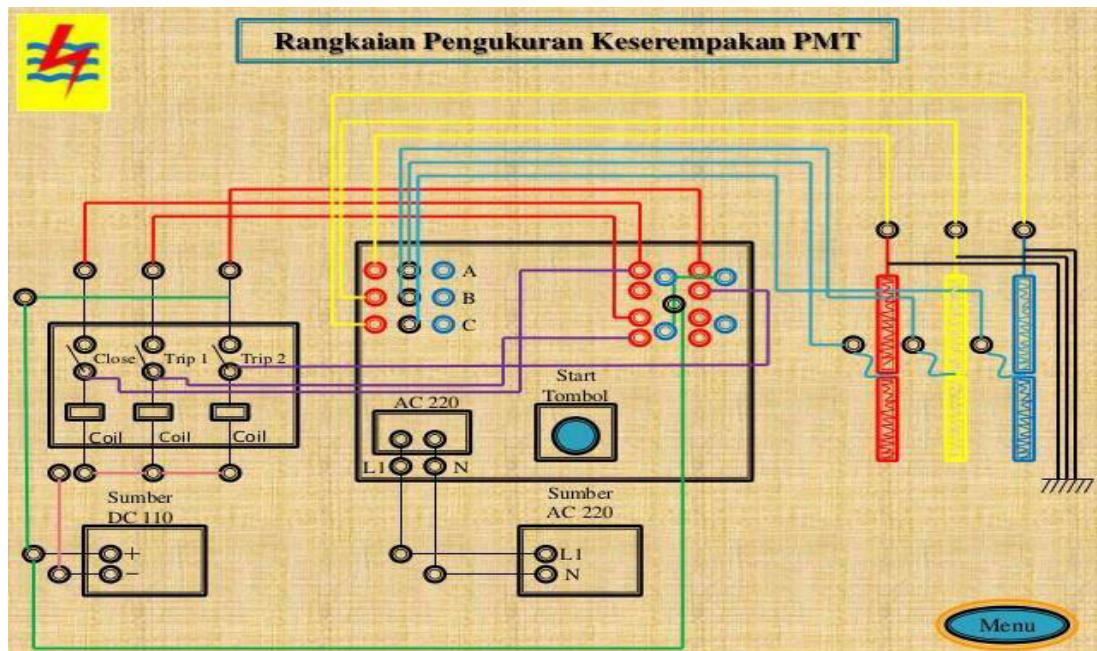 Rangkaian Pengukuran Keserempakan PMT
A
B
C
Close
Trip 1
Trip 2
Start
Tombol
AC 220
Coil
Coil
Coil
L1
N
Sumber
DC 110
Sumber
AC 220
+
−
L1
N
Menu